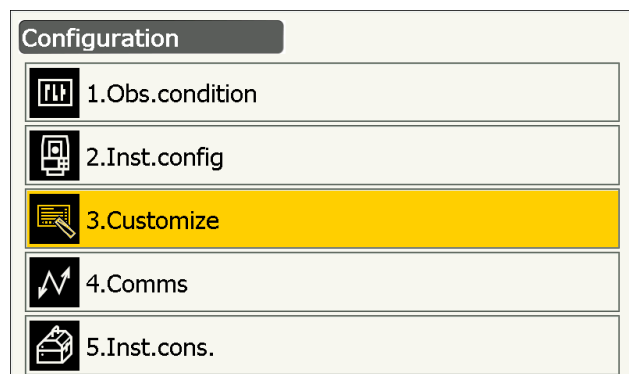 Configuration
1.Obs.condition
2.Inst.config
3.Customize
4.Comms
5.Inst.cons.